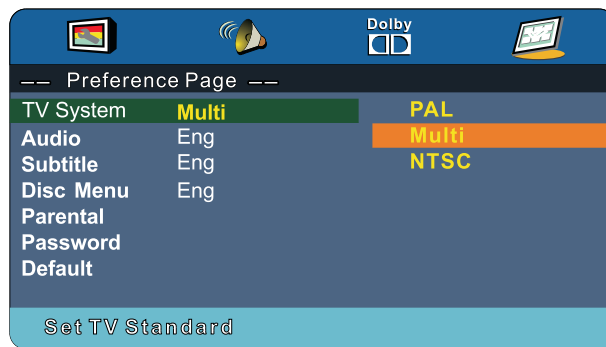 Dolby
-- Preference Page --
TV System Multi PAL
Audio Eng Multi
Subtitle Eng NTSC
Disc Menu Eng
Parental
Password
Default
Set TV Standard